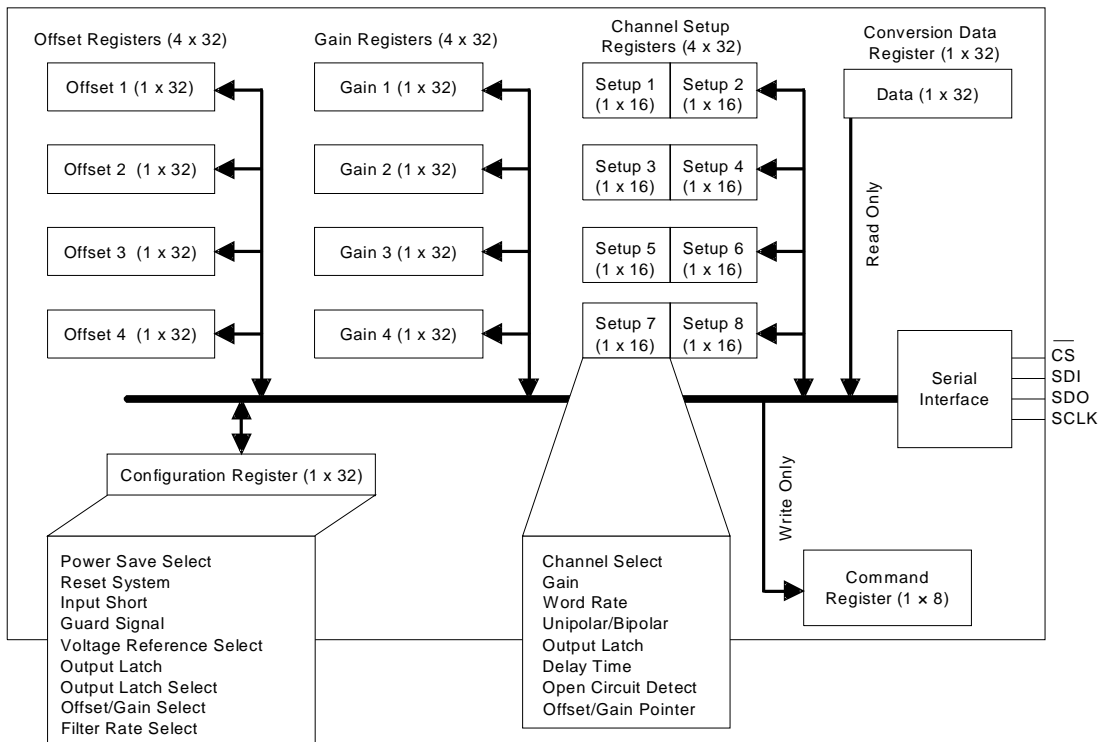 Offset Registers (4 x 32)
Offset 1 (1 x 32)
Offset 2 (1 x 32)
Offset 3 (1 x 32)
Offset 4 (1 x 32)
Gain Registers (4 x 32)
Gain 1 (1 x 32)
Gain 2 (1 x 32)
Gain 3 (1 x 32)
Gain 4 (1 x 32)
Channel Setup
Registers (4 x 32)
Setup 1
(1 x 16)
Setup 2
(1 x 16)
Setup 3
(1 x 16)
Setup 4
(1 x 16)
Setup 5
(1 x 16)
Setup 6
(1 x 16)
Setup 7
(1 x 16)
Setup 8
(1 x 16)
Conversion Data
Register (1 x 32)
Data (1 x 32)
Read Only
Serial
Interface
CS
SDI
SDO
SCLK
Configuration Register (1 x 32)
Power Save Select
Reset System
Input Short
Guard Signal
Voltage Reference Select
Output Latch
Output Latch Select
Offset/Gain Select
Filter Rate Select
Channel Select
Gain
Word Rate
Unipolar/Bipolar
Output Latch
Delay Time
Open Circuit Detect
Offset/Gain Pointer
Write Only
Command
Register (1 × 8)